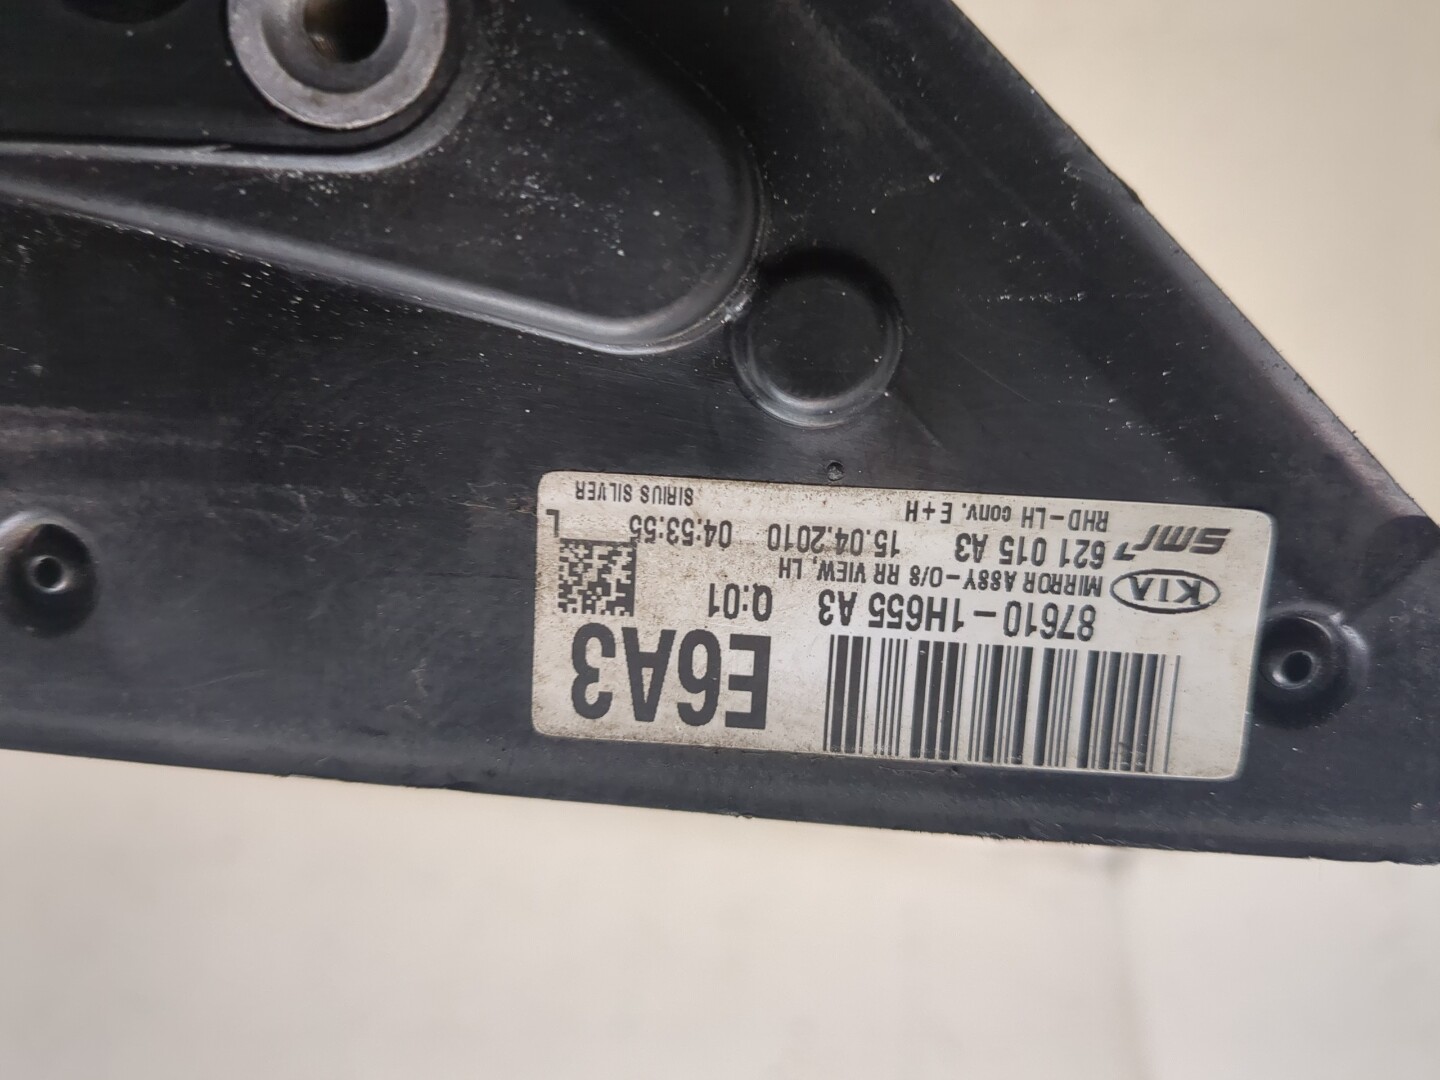 E6A3
87610 - 1H655 A3
Q:01
KIA
MIRROR ASSY-O/S RR VIEW, LH
smr
621 015 A3
15.04.2010
04:53:55
L
RHD-LH conv. E+H
SIRIUS SILVER